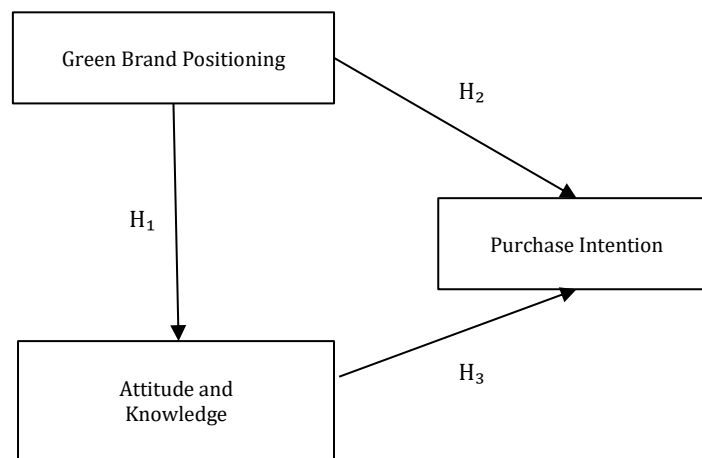 Green Brand Positioning
H₂
H₁
Purchase Intention
H₃
Attitude and
Knowledge